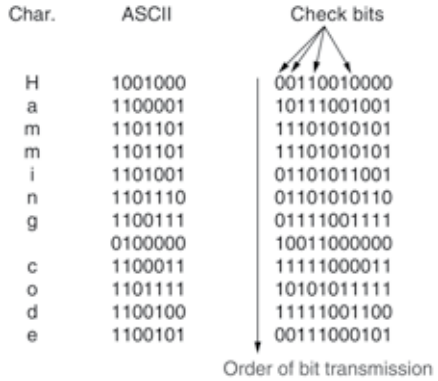 Char. ASCII Check bits
H 1001000 00110010000
a 1100001 10111001001
m 1101101 11101010101
m 1101101 11101010101
i 1101001 01101011001
n 1101110 01101010110
g 1100111 01111001111
0100000 10011000000
c 1100011 11111000011
o 1101111 10101011111
d 1100100 11111001100
e 1100101 00111000101
Order of bit transmission